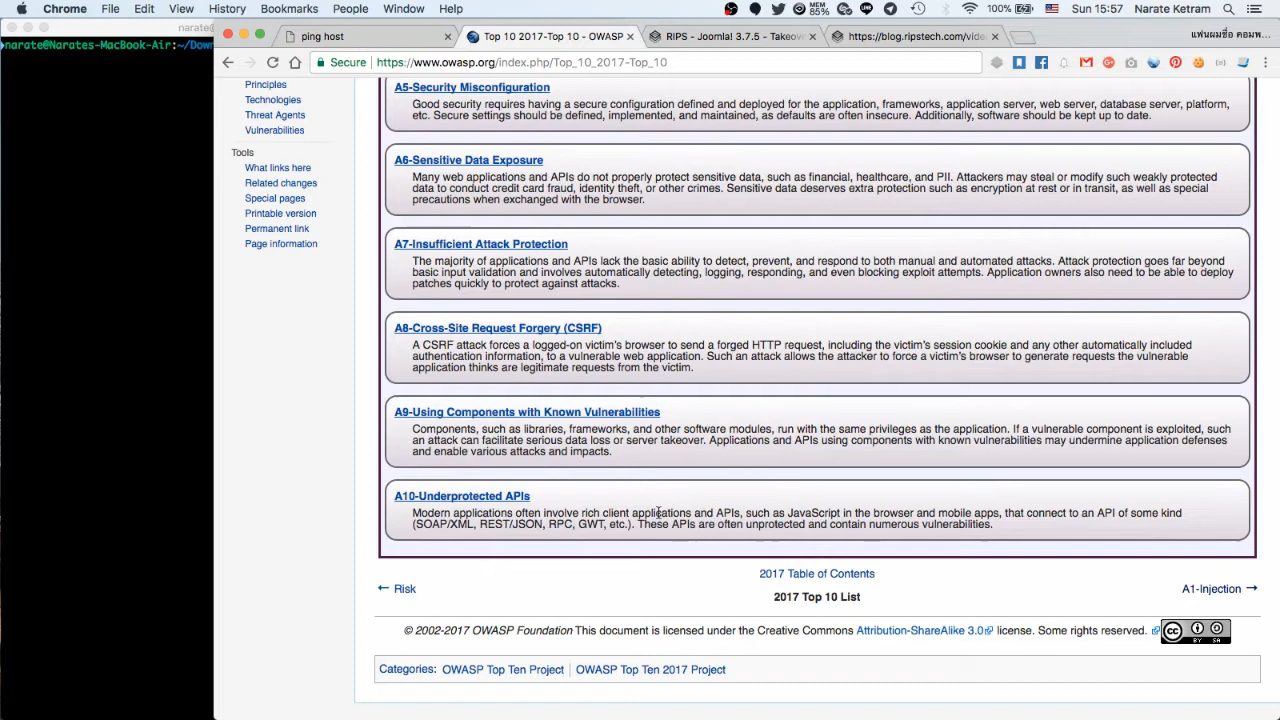 Chrome File Edit View History Bookmarks People Window Help
MEM 85%
100%
US
Sun 15:57 Narate Ketram
narate@
narate@Narates-MacBook-Air:~/Down
ping host
Top 10 2017-Top 10 - OWASP
RIPS - Joomla! 3.7.5 - Takeove
https://blog.ripstech.com/vide
Secure https://www.owasp.org/index.php/Top_10_2017-Top_10
Principles
Technologies
Threat Agents
Vulnerabilities
Tools
What links here
Related changes
Special pages
Printable version
Permanent link
Page information
A5-Security Misconfiguration
Good security requires having a secure configuration defined and deployed for the application, frameworks, application server, web server, database server, platform,
etc. Secure settings should be defined, implemented, and maintained, as defaults are often insecure. Additionally, software should be kept up to date.
A6-Sensitive Data Exposure
Many web applications and APIs do not properly protect sensitive data, such as financial, healthcare, and PII. Attackers may steal or modify such weakly protected
data to conduct credit card fraud, identity theft, or other crimes. Sensitive data deserves extra protection such as encryption at rest or in transit, as well as special
precautions when exchanged with the browser.
A7-Insufficient Attack Protection
The majority of applications and APIs lack the basic ability to detect, prevent, and respond to both manual and automated attacks. Attack protection goes far beyond
basic input validation and involves automatically detecting, logging, responding, and even blocking exploit attempts. Application owners also need to be able to deploy
patches quickly to protect against attacks.
A8-Cross-Site Request Forgery (CSRF)
A CSRF attack forces a logged-on victim's browser to send a forged HTTP request, including the victim's session cookie and any other automatically included
authentication information, to a vulnerable web application. Such an attack allows the attacker to force a victim's browser to generate requests the vulnerable
application thinks are legitimate requests from the victim.
A9-Using Components with Known Vulnerabilities
Components, such as libraries, frameworks, and other software modules, run with the same privileges as the application. If a vulnerable component is exploited, such
an attack can facilitate serious data loss or server takeover. Applications and APIs using components with known vulnerabilities may undermine application defenses
and enable various attacks and impacts.
A10-Underprotected APIs
Modern applications often involve rich client applications and APIs, such as JavaScript in the browser and mobile apps, that connect to an API of some kind
(SOAP/XML, REST/JSON, RPC, GWT, etc.). These APIs are often unprotected and contain numerous vulnerabilities.
2017 Table of Contents
← Risk
2017 Top 10 List
A1-Injection →
© 2002-2017 OWASP Foundation This document is licensed under the Creative Commons Attribution-ShareAlike 3.0 license. Some rights reserved.
CC BY SA
Categories: OWASP Top Ten Project | OWASP Top Ten 2017 Project